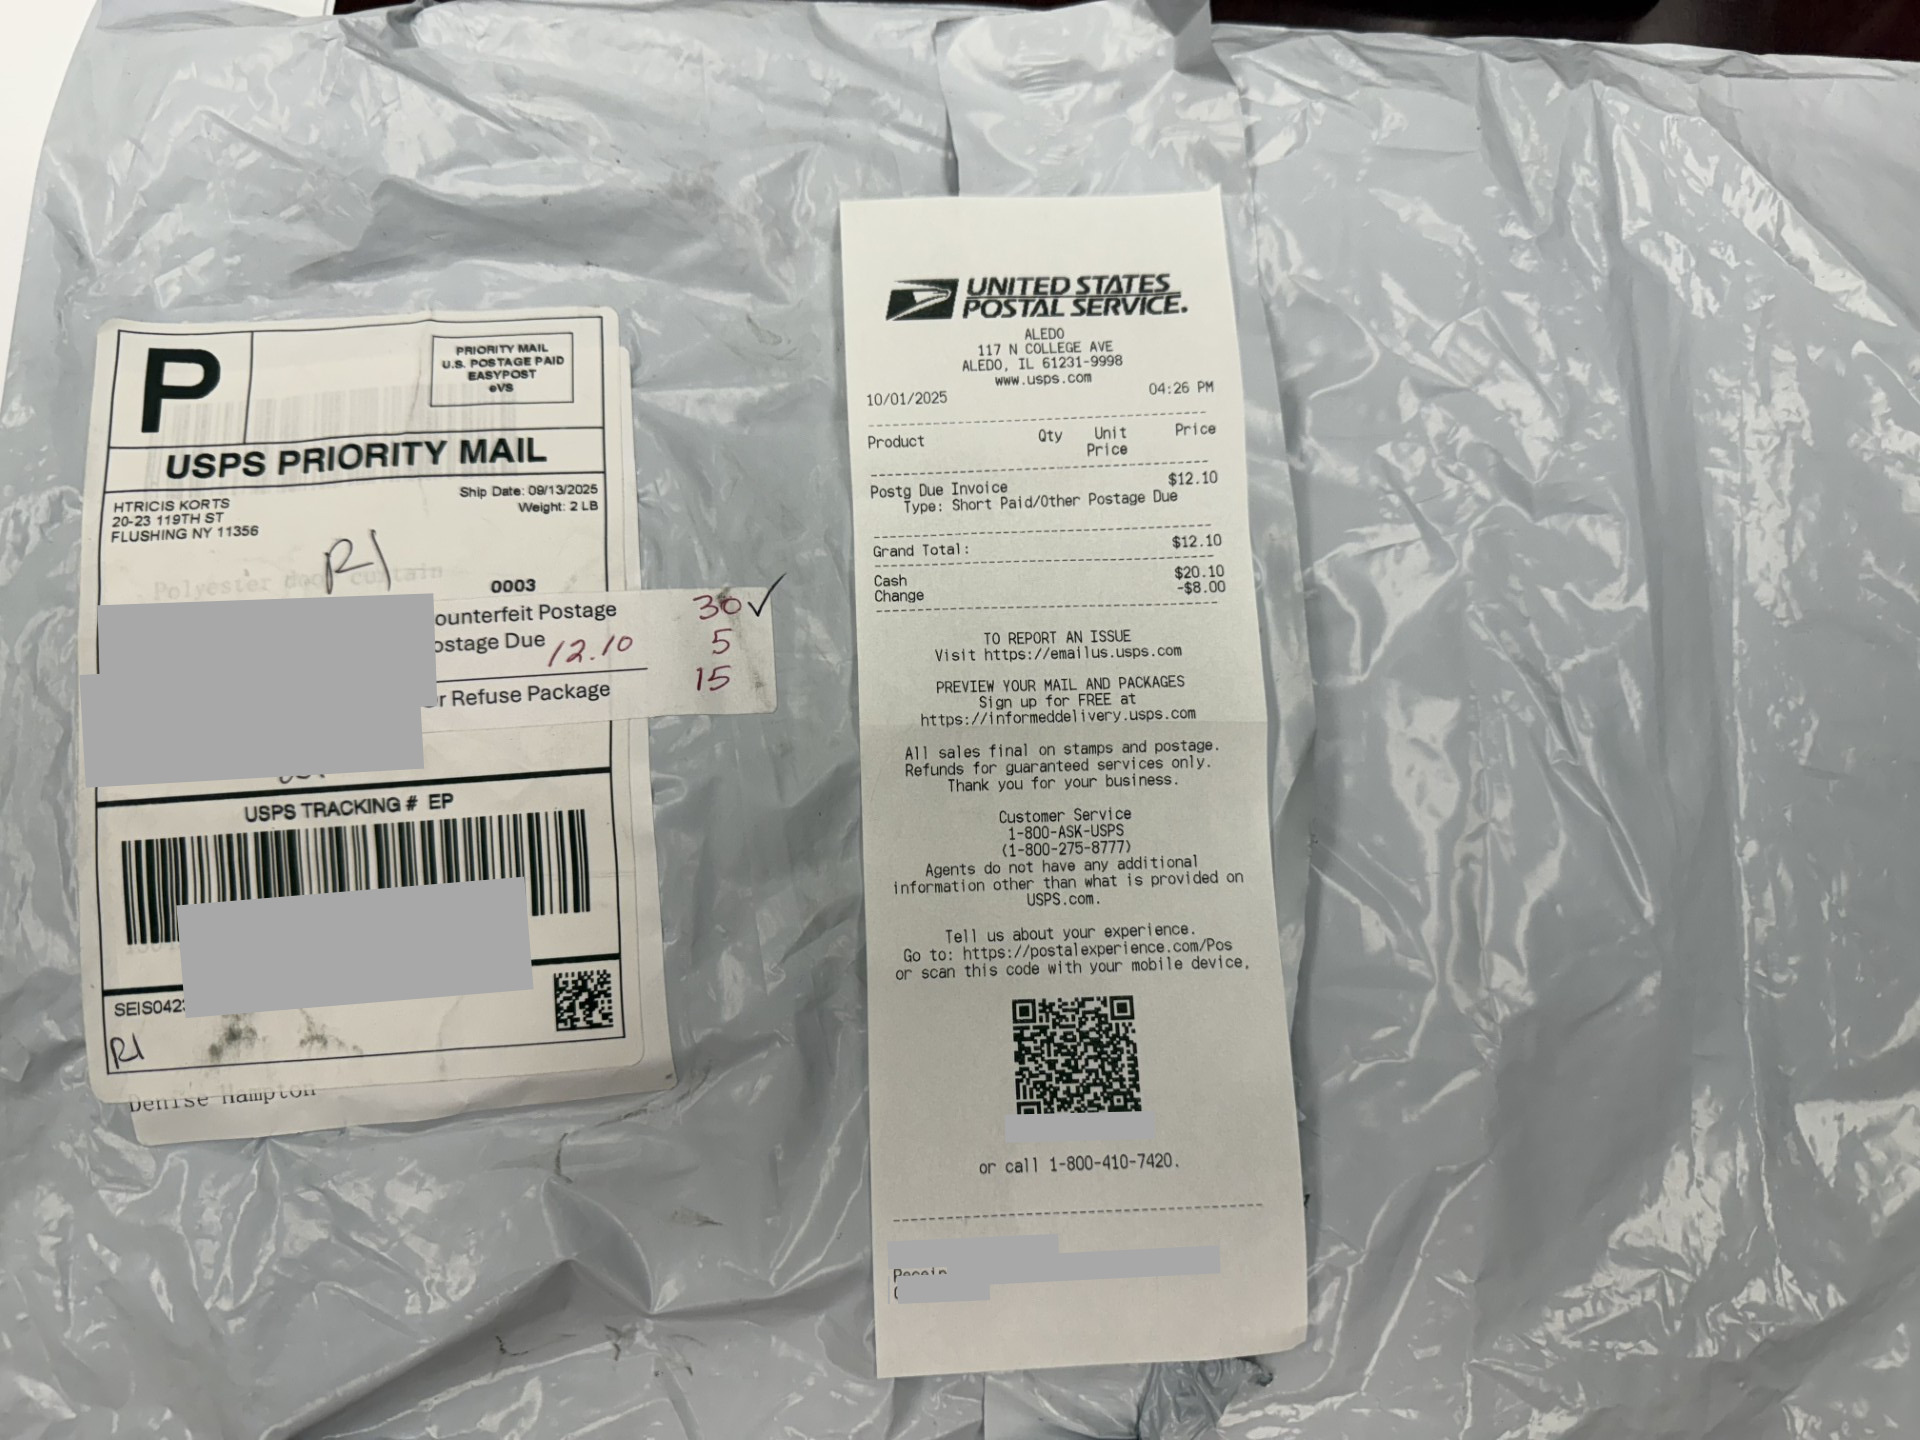 P
PRIORITY MAIL
U.S. POSTAGE PAID
EASYPOST
eVS
USPS PRIORITY MAIL
HTRICIS KORTS
20-23 119TH ST
FLUSHING NY 11356
Ship Date: 09/13/2025
Weight: 2 LB
RI
Polyester door curtain
0003
ounterfeit Postage 30 ✓
ostage Due 12.10 5
r Refuse Package 15
USPS TRACKING # EP
SEIS042
RI
Denise Hampton
UNITED STATES
POSTAL SERVICE.
ALEDO
117 N COLLEGE AVE
ALEDO, IL 61231-9998
www.usps.com
10/01/2025 04:26 PM
Product Qty Unit Price
Price
Postg Due Invoice $12.10
Type: Short Paid/Other Postage Due
Grand Total: $12.10
Cash $20.10
Change -$8.00
TO REPORT AN ISSUE
Visit https://emailus.usps.com
PREVIEW YOUR MAIL AND PACKAGES
Sign up for FREE at
https://informeddelivery.usps.com
All sales final on stamps and postage.
Refunds for guaranteed services only.
Thank you for your business.
Customer Service
1-800-ASK-USPS
(1-800-275-8777)
Agents do not have any additional
information other than what is provided on
USPS.com.
Tell us about your experience.
Go to: https://postalexperience.com/Pos
or scan this code with your mobile device,
or call 1-800-410-7420.